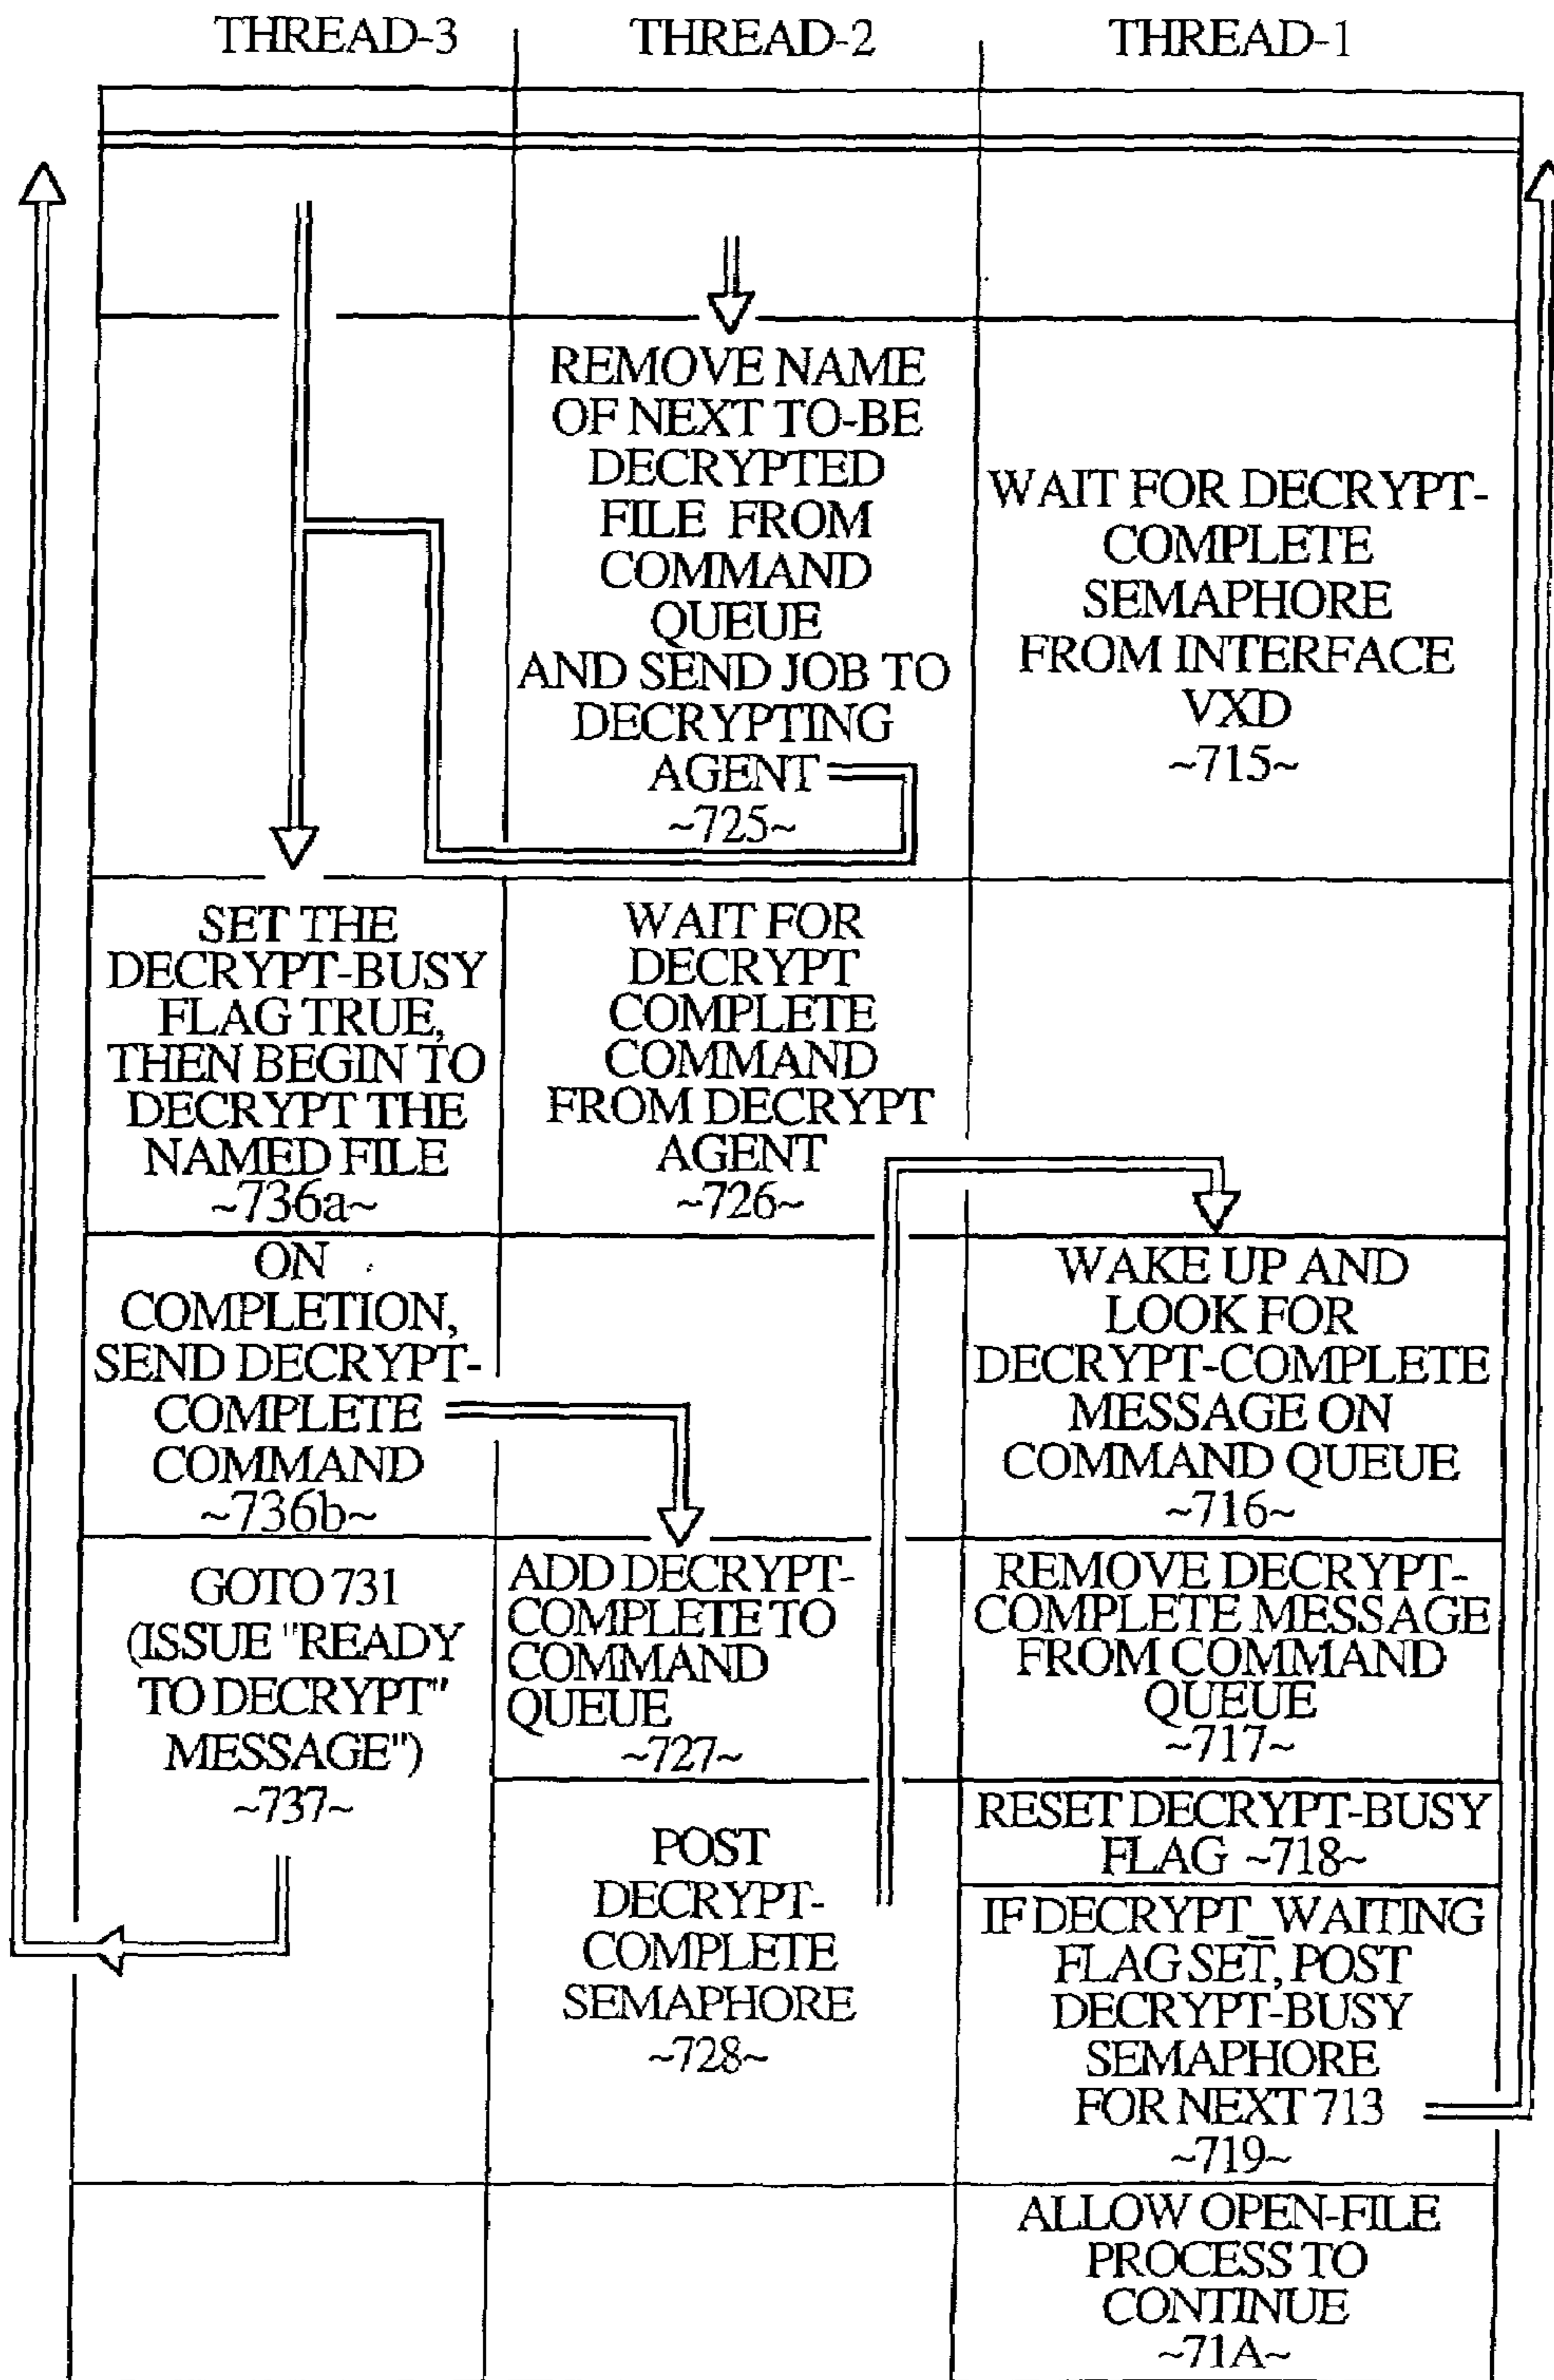 THREAD-3 THREAD-2 THREAD-1
REMOVE NAME
OF NEXT TO-BE
DECRYPTED
FILE FROM
COMMAND
QUEUE
AND SEND JOB TO
DECRYPTING
AGENT
~725~
WAIT FOR DECRYPT-
COMPLETE
SEMAPHORE
FROM INTERFACE
VXD
~715~
SET THE
DECRYPT-BUSY
FLAG TRUE,
THEN BEGIN TO
DECRYPT THE
NAMED FILE
~736a~
WAIT FOR
DECRYPT
COMPLETE
COMMAND
FROM DECRYPT
AGENT
~726~
ON
COMPLETION,
SEND DECRYPT-
COMPLETE
COMMAND
~736b~
WAKE UP AND
LOOK FOR
DECRYPT-COMPLETE
MESSAGE ON
COMMAND QUEUE
~716~
GOTO 731
(ISSUE "READY
TO DECRYPT"
MESSAGE")
~737~
ADD DECRYPT-
COMPLETE TO
COMMAND
QUEUE
~727~
REMOVE DECRYPT-
COMPLETE MESSAGE
FROM COMMAND
QUEUE
~717~
POST
DECRYPT-
COMPLETE
SEMAPHORE
~728~
RESET DECRYPT-BUSY
FLAG ~718~
IF DECRYPT_WAITING
FLAG SET, POST
DECRYPT-BUSY
SEMAPHORE
FOR NEXT 713
~719~
ALLOW OPEN-FILE
PROCESS TO
CONTINUE
~71A~